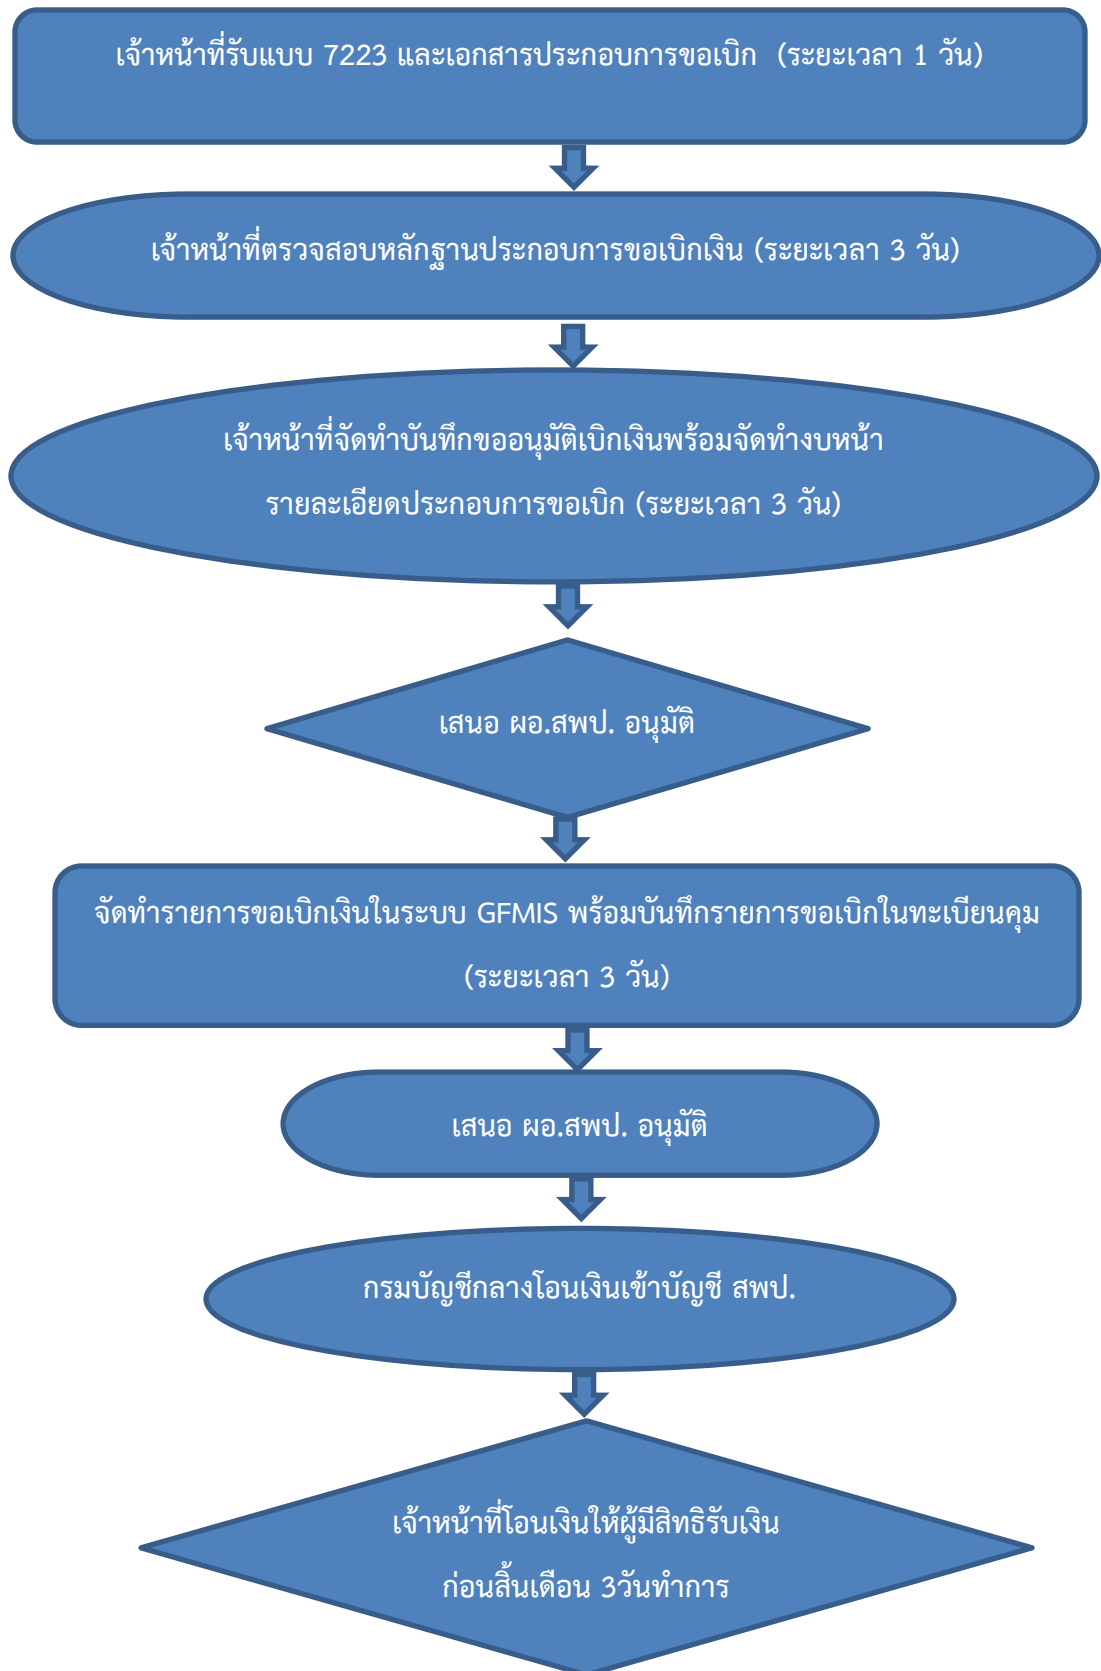 เจ้าหน้าที่รับแบบ 7223 และเอกสารประกอบการขอเบิก (ระยะเวลา 1 วัน)
เจ้าหน้าที่ตรวจสอบหลักฐานประกอบการขอเบิกเงิน (ระยะเวลา 3 วัน)
เจ้าหน้าที่จัดทำบันทึกขออนุมัติเบิกเงินพร้อมจัดทำงบหน้า
รายละเอียดประกอบการขอเบิก (ระยะเวลา 3 วัน)
เสนอ ผอ.สพป. อนุมัติ
จัดทำรายการขอเบิกเงินในระบบ GFMIS พร้อมบันทึกรายการขอเบิกในทะเบียนคุม
(ระยะเวลา 3 วัน)
เสนอ ผอ.สพป. อนุมัติ
กรมบัญชีกลางโอนเงินเข้าบัญชี สพป.
เจ้าหน้าที่โอนเงินให้ผู้มีสิทธิรับเงิน
ก่อนสิ้นเดือน 3วันทำการ